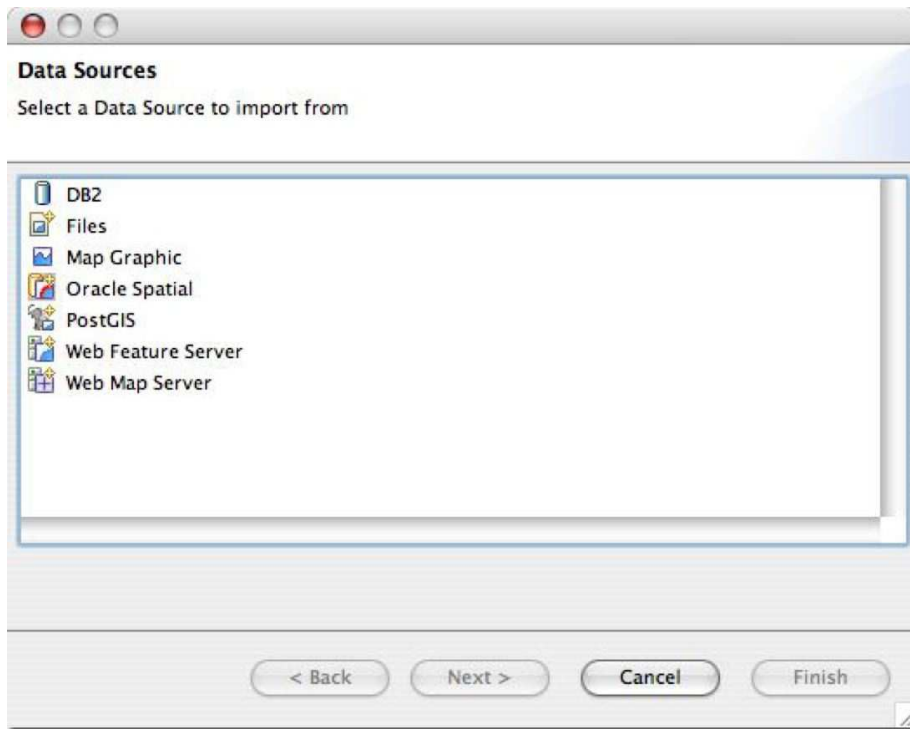 Data Sources
Select a Data Source to import from
DB2
Files
Map Graphic
Oracle Spatial
PostGIS
Web Feature Server
Web Map Server
< Back
Next >
Cancel
Finish